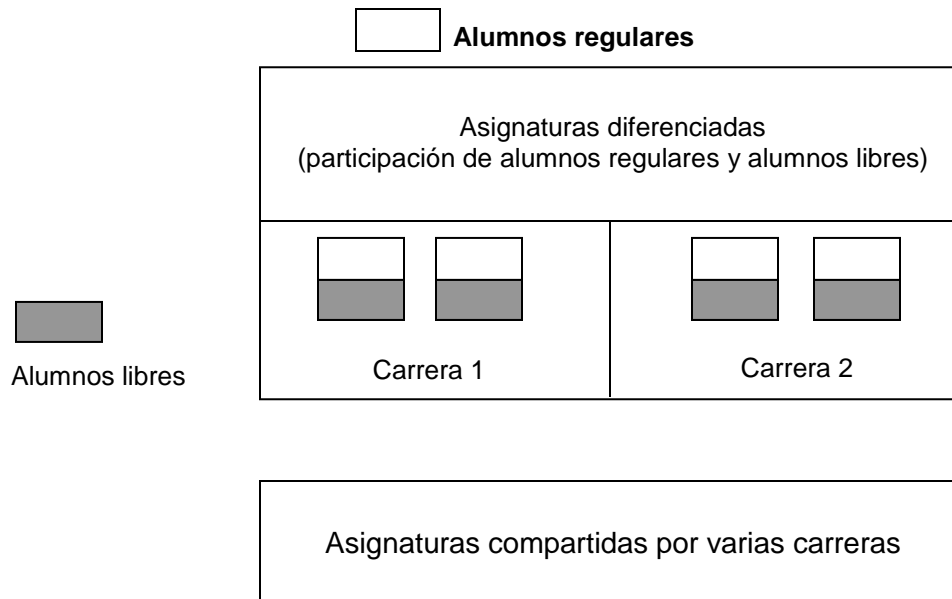 Alumnos regulares
Asignaturas diferenciadas
(participación de alumnos regulares y alumnos libres)
Alumnos libres
Carrera 1
Carrera 2
Asignaturas compartidas por varias carreras